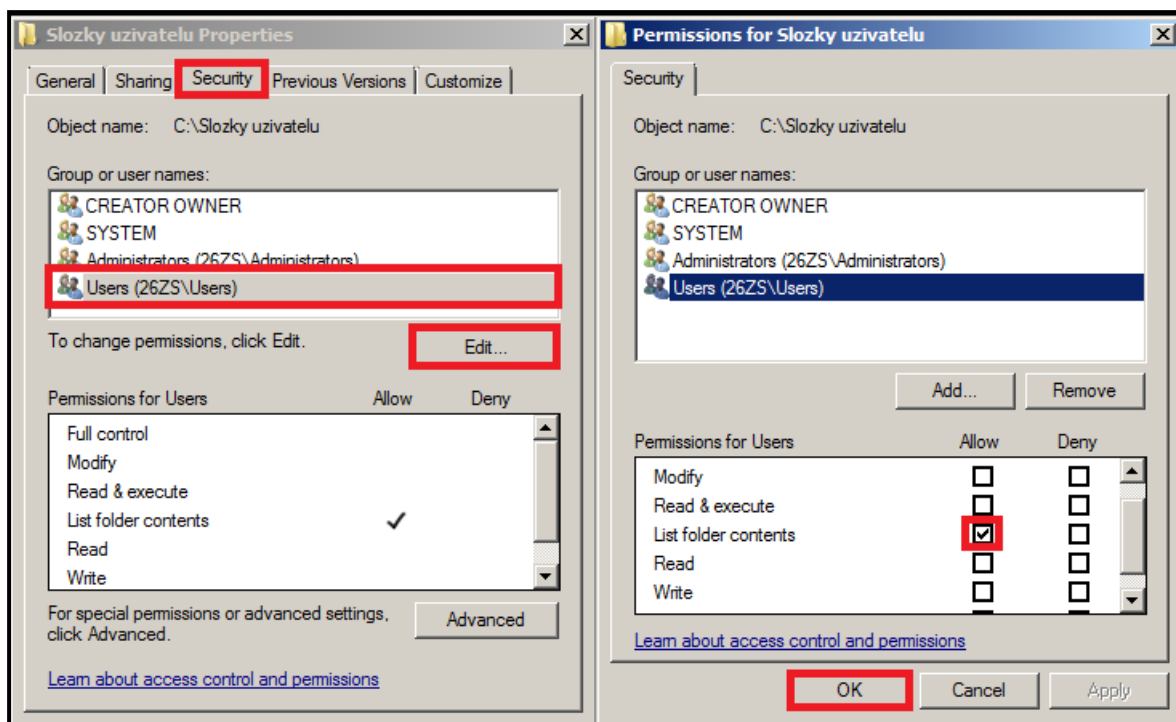 Slozky uzivatelu Properties
General Sharing Security Previous Versions Customize
Object name: C:\Slozky uzivatelu
Group or user names:
CREATOR OWNER
SYSTEM
Administrators (26ZS\Administrators)
Users (26ZS\Users)
To change permissions, click Edit.
Edit...
Permissions for Users Allow Deny
Full control
Modify
Read & execute
List folder contents
Read
Write
For special permissions or advanced settings,
click Advanced.
Advanced
Learn about access control and permissions
Permissions for Slozky uzivatelu
Security
Object name: C:\Slozky uzivatelu
Group or user names:
CREATOR OWNER
SYSTEM
Administrators (26ZS\Administrators)
Users (26ZS\Users)
Add... Remove
Permissions for Users Allow Deny
Modify
Read & execute
List folder contents
Read
Write
Learn about access control and permissions
OK Cancel Apply